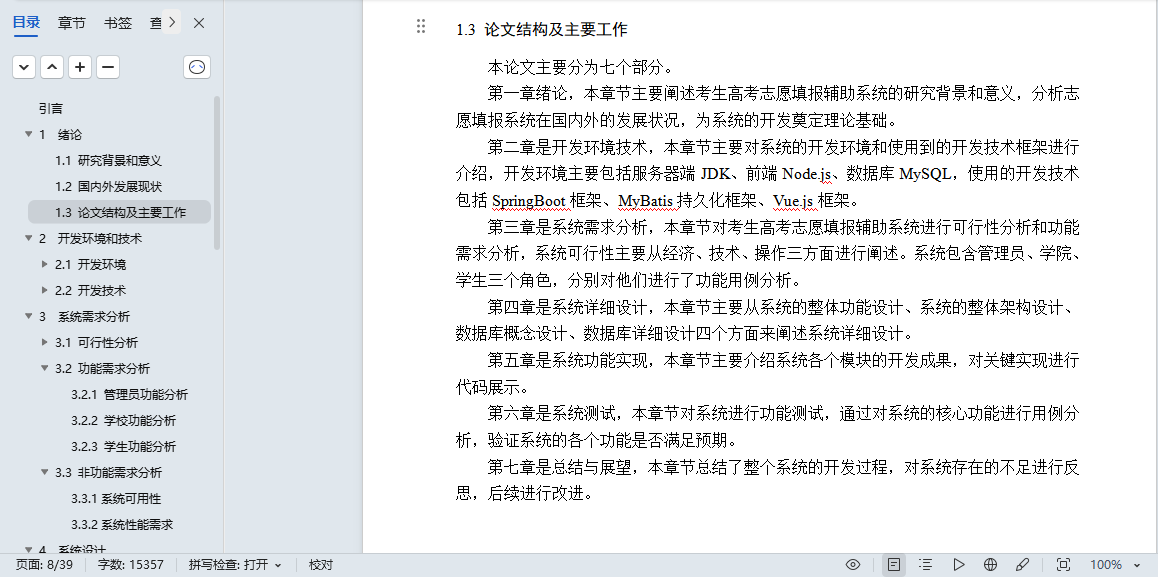 目录 章节 书签 查
引言
1 绪论
1.1 研究背景和意义
1.2 国内外发展现状
1.3 论文结构及主要工作
2 开发环境和技术
2.1 开发环境
2.2 开发技术
3 系统需求分析
3.1 可行性分析
3.2 功能需求分析
3.2.1 管理员功能分析
3.2.2 学校功能分析
3.2.3 学生功能分析
3.3 非功能需求分析
3.3.1 系统可用性
3.3.2 系统性能需求
4 系统设计
1.3 论文结构及主要工作
本论文主要分为七个部分。
第一章绪论，本章节主要阐述考生高考志愿填报辅助系统的研究背景和意义，分析志
愿填报系统在国内外的发展状况，为系统的开发奠定理论基础。
第二章是开发环境技术，本章节主要对系统的开发环境和使用到的开发技术框架进行
介绍，开发环境主要包括服务器端 JDK、前端 Node.js、数据库 MySQL，使用的开发技术
包括 SpringBoot 框架、MyBatis 持久化框架、Vue.js 框架。
第三章是系统需求分析，本章节对考生高考志愿填报辅助系统进行可行性分析和功能
需求分析，系统可行性主要从经济、技术、操作三方面进行阐述。系统包含管理员、学院、
学生三个角色，分别对他们进行了功能用例分析。
第四章是系统详细设计，本章节主要从系统的整体功能设计、系统的整体架构设计、
数据库概念设计、数据库详细设计四个方面来阐述系统详细设计。
第五章是系统功能实现，本章节主要介绍系统各个模块的开发成果，对关键实现进行
代码展示。
第六章是系统测试，本章节对系统进行功能测试，通过对系统的核心功能进行用例分
析，验证系统的各个功能是否满足预期。
第七章是总结与展望，本章节总结了整个系统的开发过程，对系统存在的不足进行反
思，后续进行改进。
页面: 8/39 字数: 15357 拼写检查: 打开 校对 100%